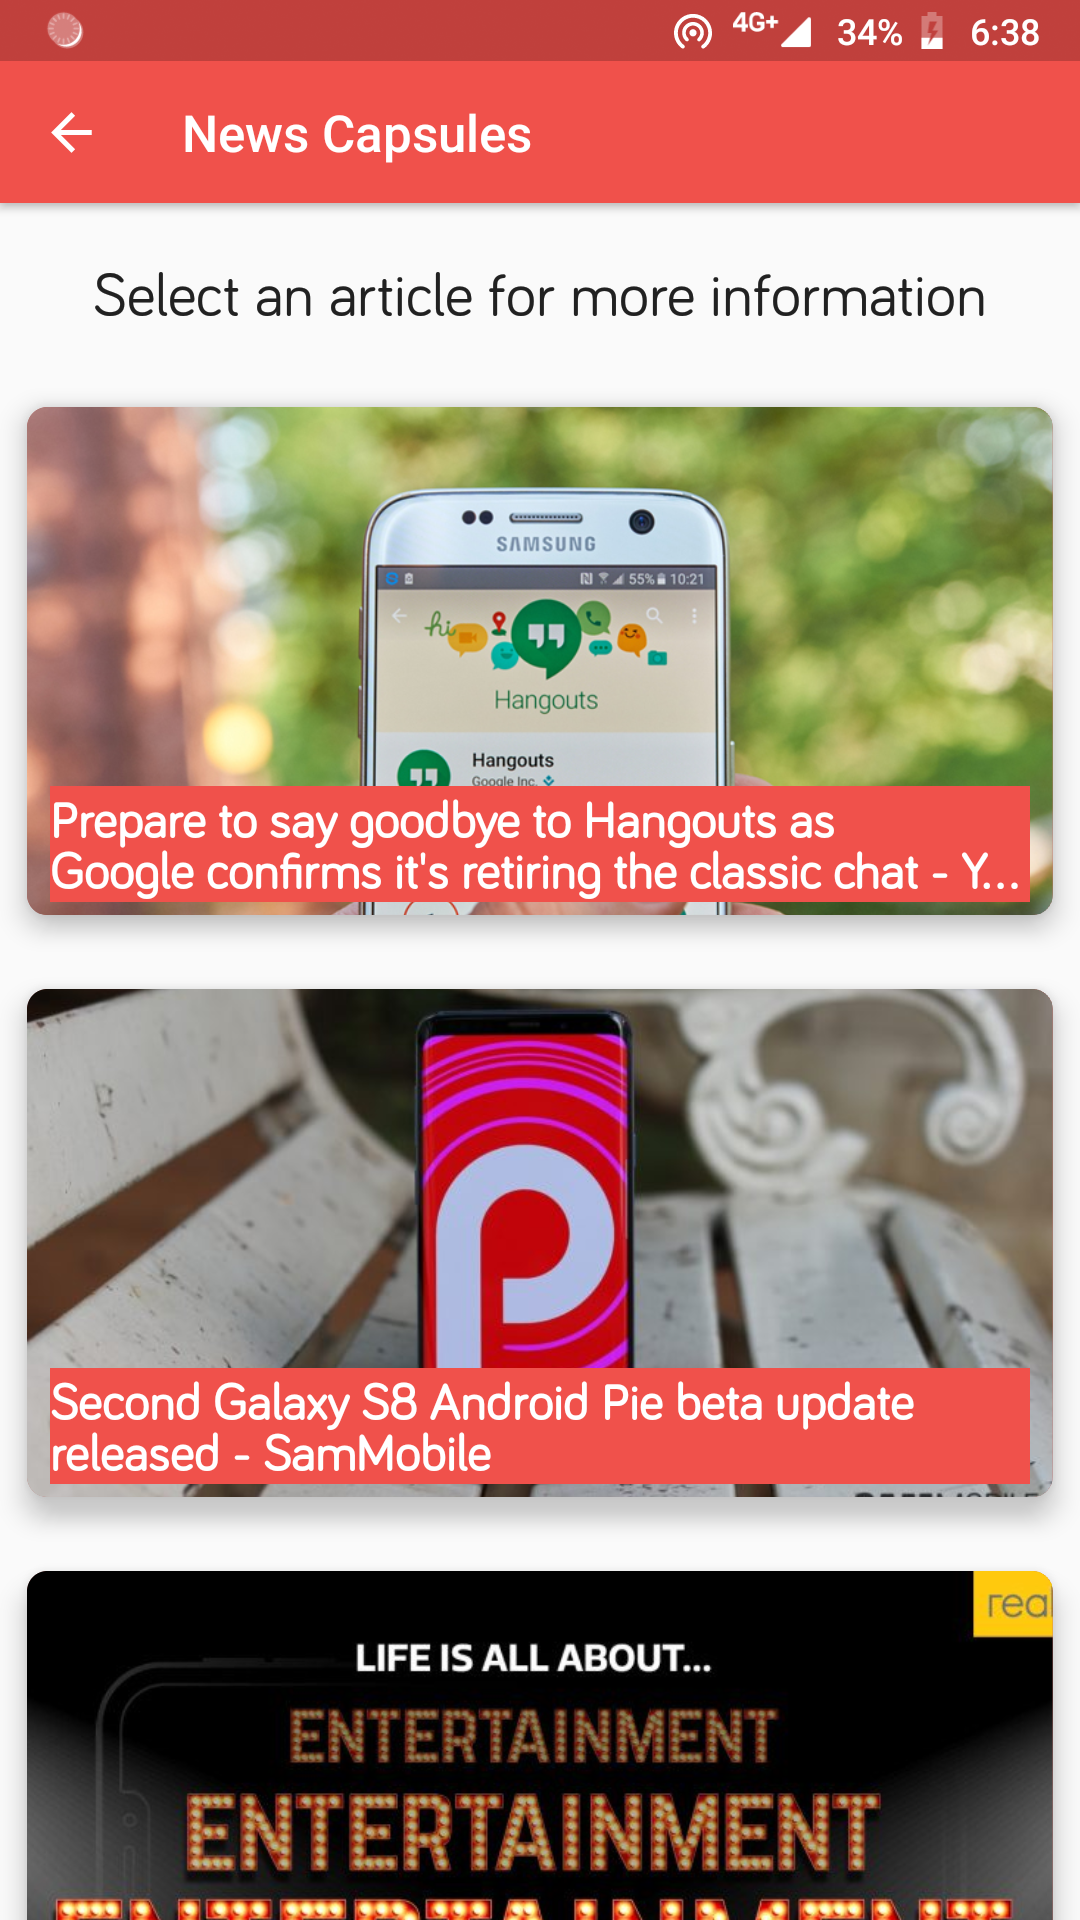 4G+ 34% 6:38
News Capsules
Select an article for more information
SAMSUNG
N 55% 10:21
hi
Hangouts
Hangouts
Google Inc.
Prepare to say goodbye to Hangouts as
Google confirms it's retiring the classic chat - Y...
Second Galaxy S8 Android Pie beta update
released - SamMobile
rea
LIFE IS ALL ABOUT...
ENTERTAINMENT
ENTERTAINMENT
ENTERTAINMENT